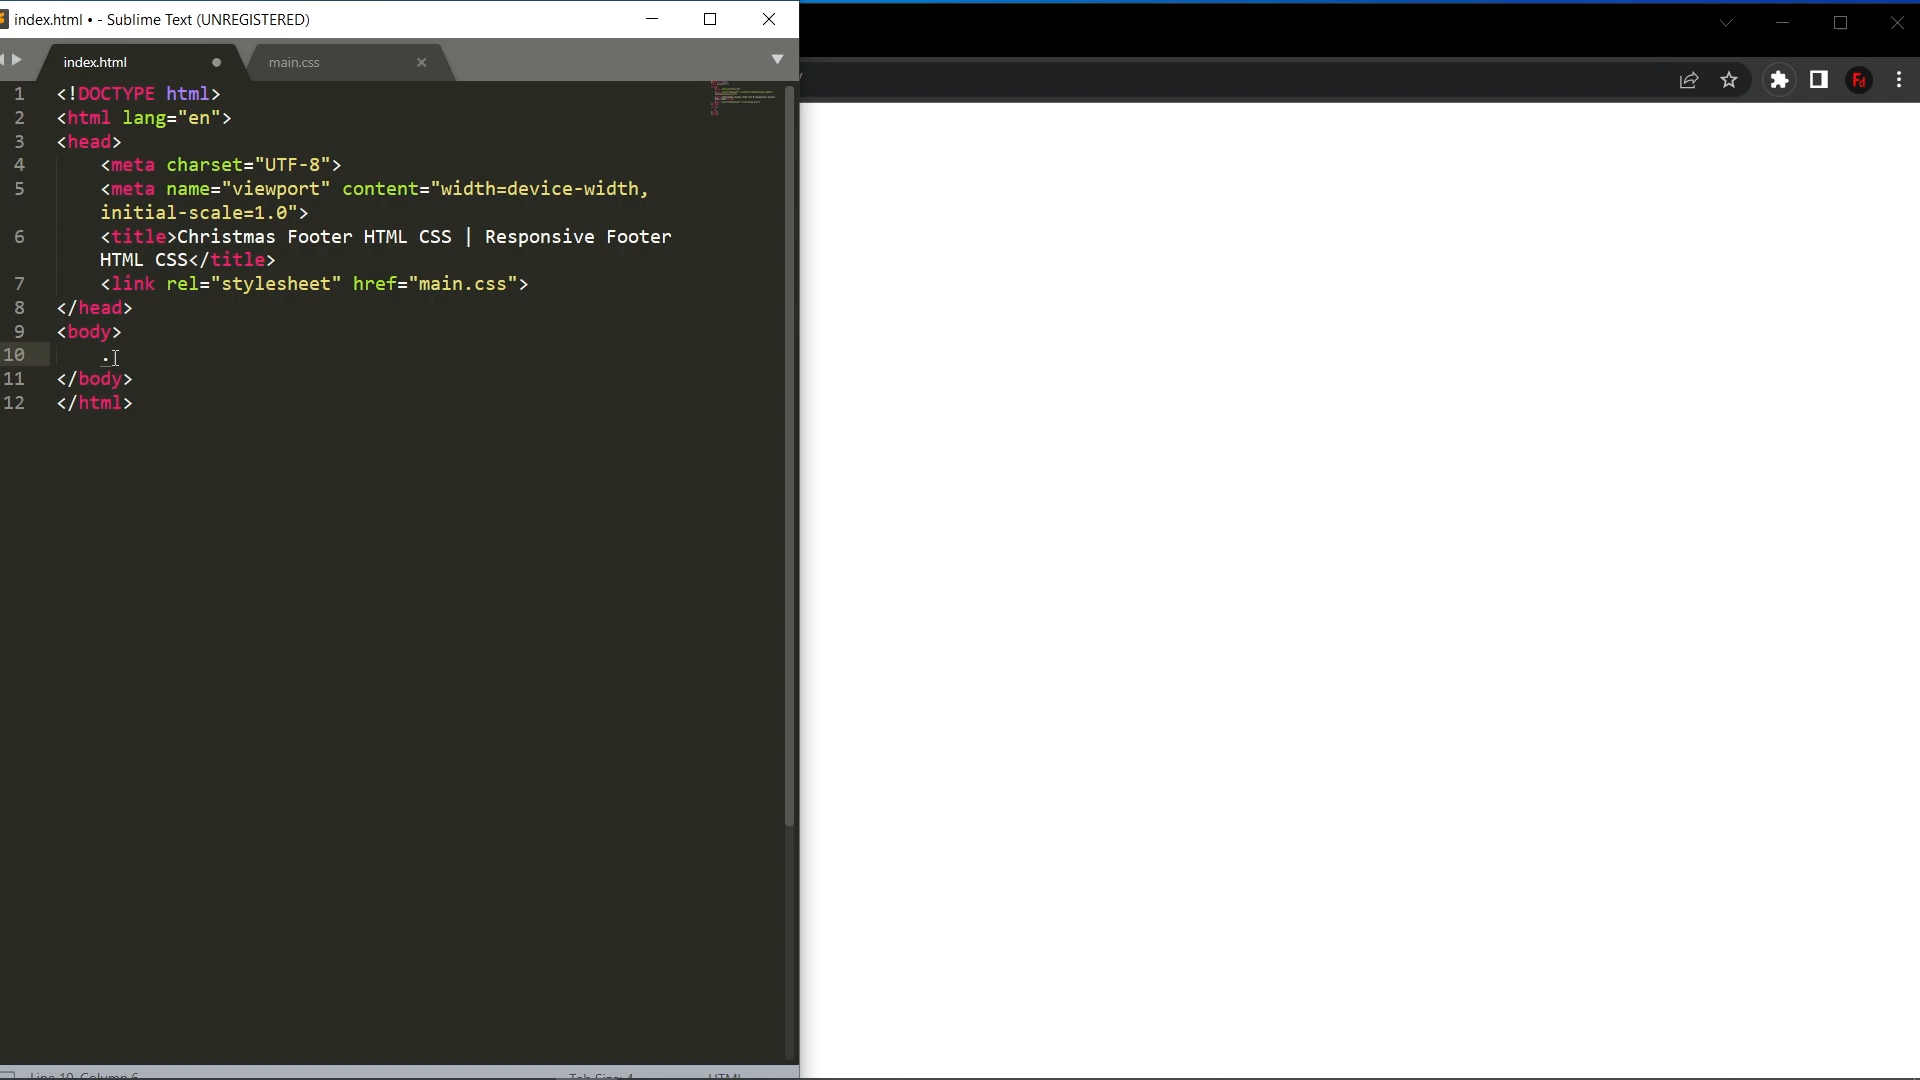 index.html • - Sublime Text (UNREGISTERED)
index.html
main.css
1 <!DOCTYPE html>
2 <html lang="en">
3 <head>
4 <meta charset="UTF-8">
5 <meta name="viewport" content="width=device-width,
initial-scale=1.0">
6 <title>Christmas Footer HTML CSS | Responsive Footer
HTML CSS</title>
7 <link rel="stylesheet" href="main.css">
8 </head>
9 <body>
10 .
11 </body>
12 </html>
Fd
Line 10, Column 6
Tab Size: 4
HTML